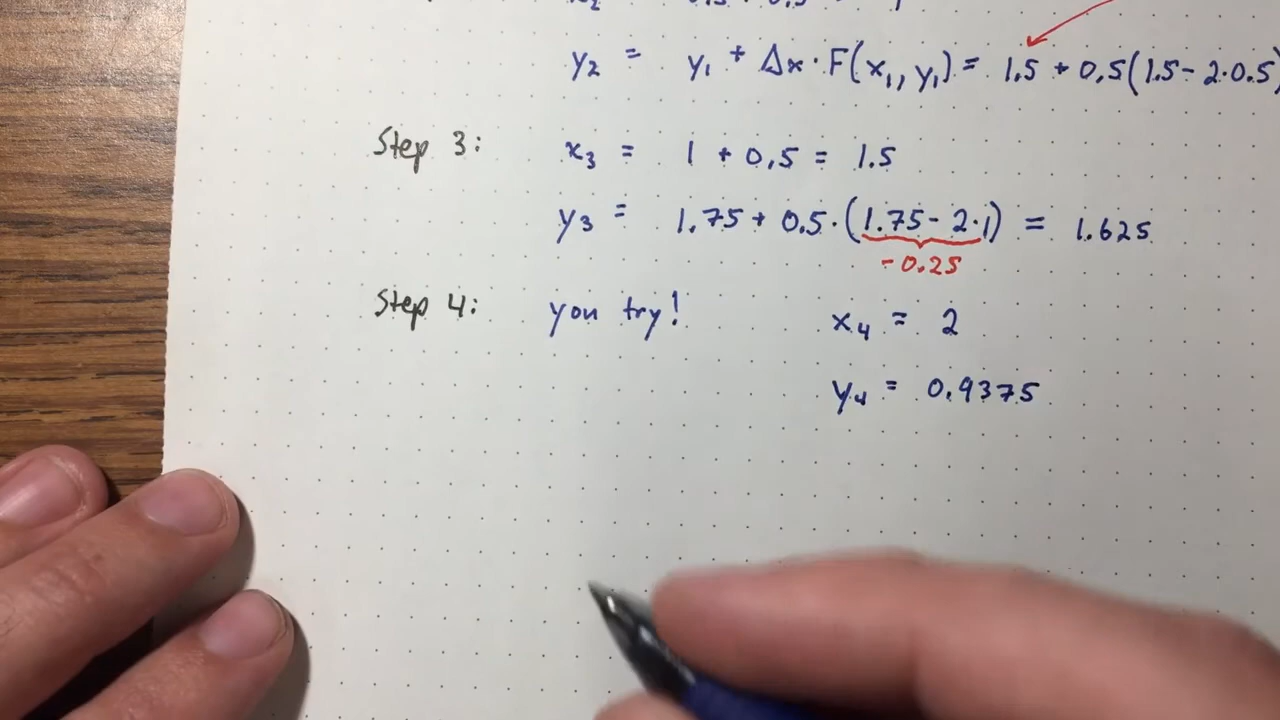 y₂ = y₁ + Δx · F(x₁, y₁) = 1.5 + 0.5(1.5 - 2·0.5)
Step 3: x₃ = 1 + 0.5 = 1.5
y₃ = 1.75 + 0.5 · (1.75 - 2·1) = 1.625
-0.25
Step 4: you try! x₄ = 2
y₄ = 0.9375